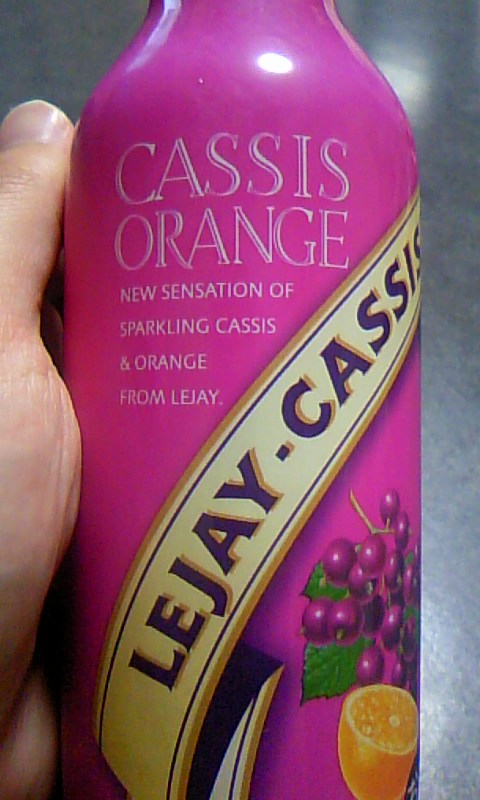 CASSIS
ORANGE
NEW SENSATION OF
SPARKLING CASSIS
& ORANGE
FROM LEJAY.
LEJAY·CASSIS